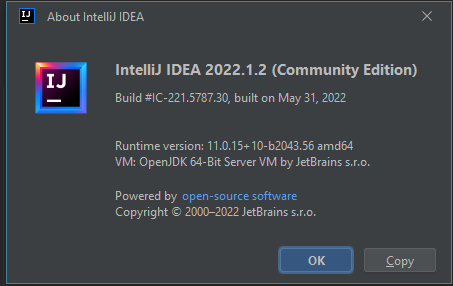 About IntelliJ IDEA
IJ
IntelliJ IDEA 2022.1.2 (Community Edition)
Build #IC-221.5787.30, built on May 31, 2022
Runtime version: 11.0.15+10-b2043.56 amd64
VM: OpenJDK 64-Bit Server VM by JetBrains s.r.o.
Powered by open-source software
Copyright © 2000–2022 JetBrains s.r.o.
OK Copy